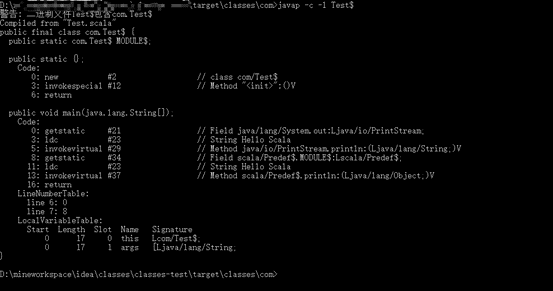 D:\target\classes\com>javap -c -l Test$
警告: 二进制文件Test$包含com.Test$
Compiled from "Test.scala"
public final class com.Test$ {
  public static com.Test$ MODULE$;

  public static {};
    Code:
       0: new           #2                  // class com/Test$
       3: invokespecial #12                 // Method "<init>":()V
       6: return

  public void main(java.lang.String[]);
    Code:
       0: getstatic     #21                 // Field java/lang/System.out:Ljava/io/PrintStream;
       3: ldc           #23                 // String Hello Scala
       5: invokevirtual #29                 // Method java/io/PrintStream.println:(Ljava/lang/String;)V
       8: getstatic     #34                 // Field scala/Predef$.MODULE$:Lscala/Predef$;
      11: ldc           #23                 // String Hello Scala
      13: invokevirtual #37                 // Method scala/Predef$.println:(Ljava/lang/Object;)V
      16: return
    LineNumberTable:
      line 6: 0
      line 7: 8
    LocalVariableTable:
      Start  Length  Slot  Name   Signature
          0      17     0  this   Lcom/Test$;
          0      17     1  args   [Ljava/lang/String;
}

D:\mineworkspace\idea\classes\classes-test\target\classes\com>